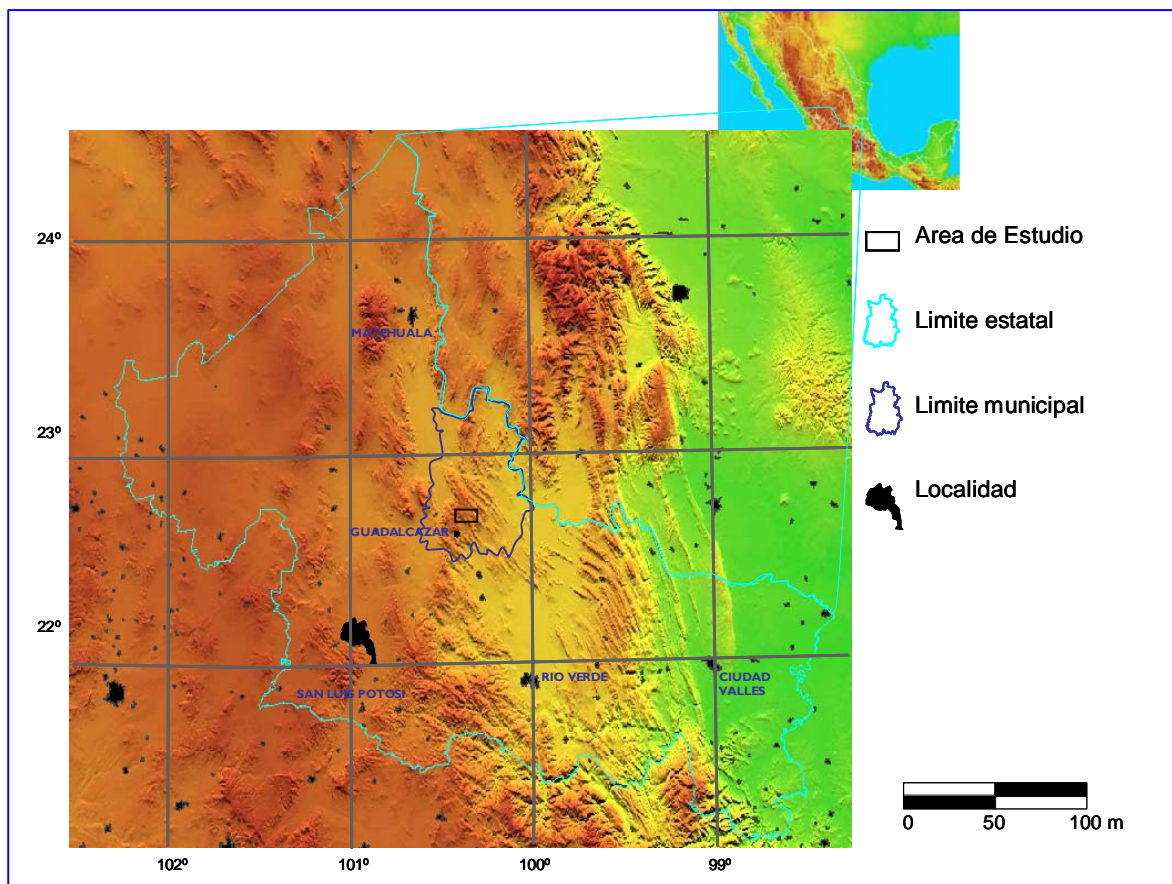 24º
23º
22º
102º
101º
100º
99º
MATEHUALA
GUADALCAZAR
SAN LUIS POTOSI
RIO VERDE
CIUDAD
VALLES
Area de Estudio
Limite estatal
Limite municipal
Localidad
0 50 100 m